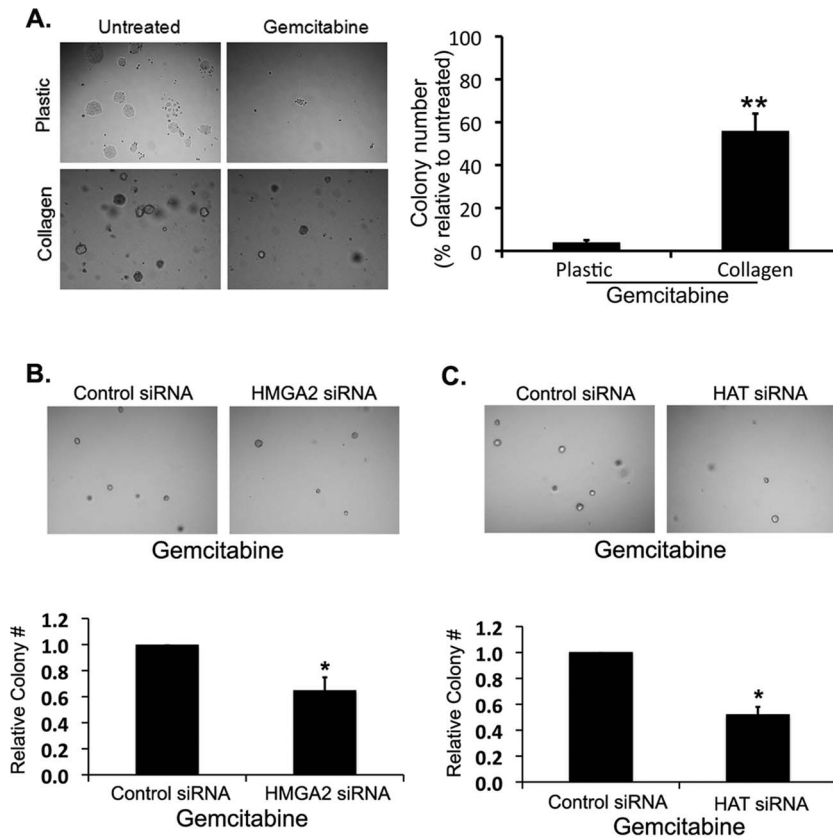 A.
Untreated
Gemcitabine
Plastic
Collagen
Colony number
(% relative to untreated)
100
80
60
40
20
0
**
Plastic
Collagen
Gemcitabine
B.
Control siRNA
HMGA2 siRNA
Gemcitabine
Relative Colony #
1.2
1.0
0.8
0.6
0.4
0.2
0.0
*
Control siRNA
HMGA2 siRNA
Gemcitabine
C.
Control siRNA
HAT siRNA
Gemcitabine
Relative Colony #
1.2
1.0
0.8
0.6
0.4
0.2
0.0
*
Control siRNA
HAT siRNA
Gemcitabine